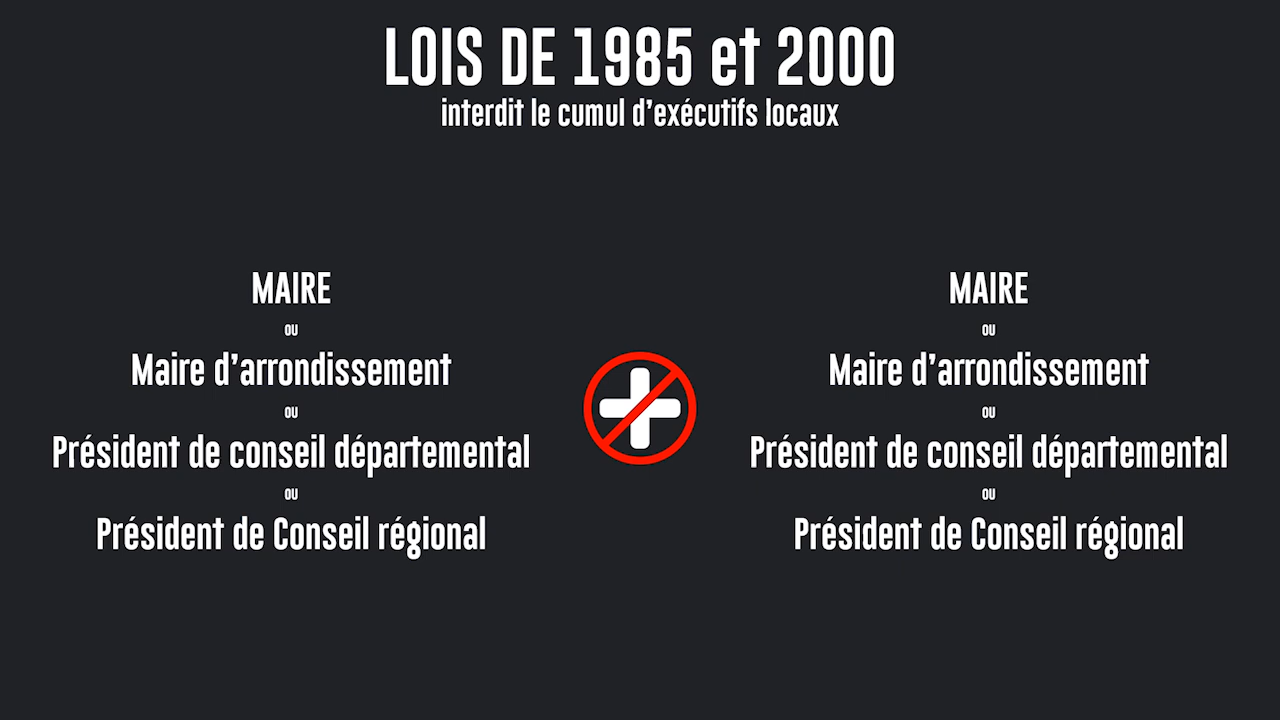 LOIS DE 1985 et 2000
interdit le cumul d'exécutifs locaux
MAIRE
ou
Maire d'arrondissement
ou
Président de conseil départemental
ou
Président de Conseil régional
MAIRE
ou
Maire d'arrondissement
ou
Président de conseil départemental
ou
Président de Conseil régional